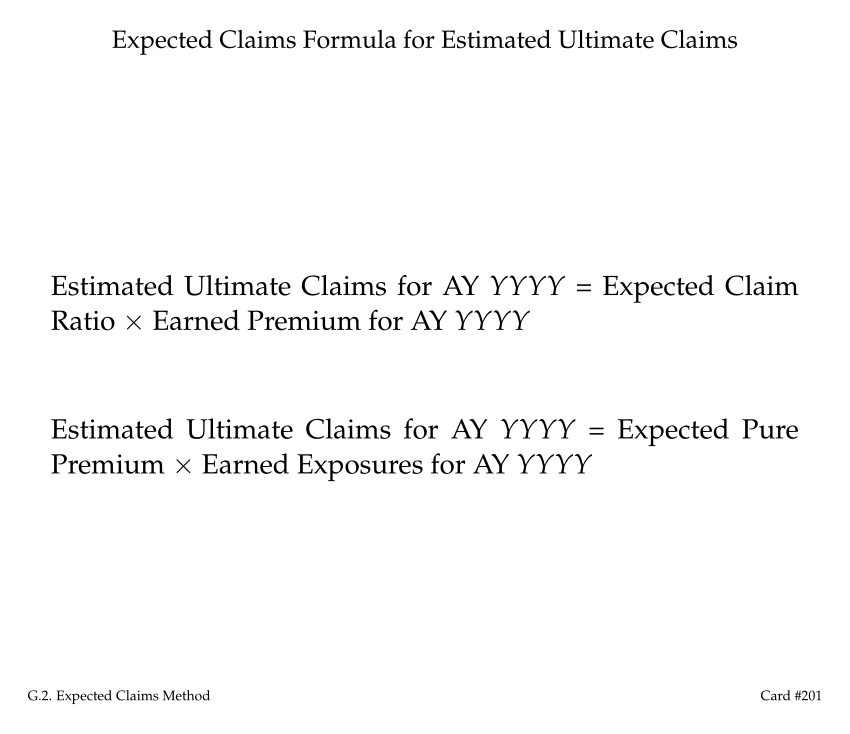 Expected Claims Formula for Estimated Ultimate Claims
Estimated Ultimate Claims for AY YYYY = Expected Claim
Ratio × Earned Premium for AY YYYY
Estimated Ultimate Claims for AY YYYY = Expected Pure
Premium × Earned Exposures for AY YYYY
G.2. Expected Claims Method
Card #201